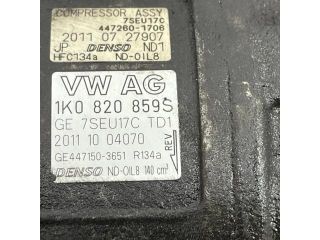 COMPRESSOR ASSY
7SEU17C
447260-1706
2011 07 27907
JP DENSO ND1
HFC134a ND-OIL8
VW AG
1K0 820 859S
GE 7SEU17C TD1
2011 10 04070
GE447150-3651 R134a
DENSO ND-OIL8 140 cm³
REV